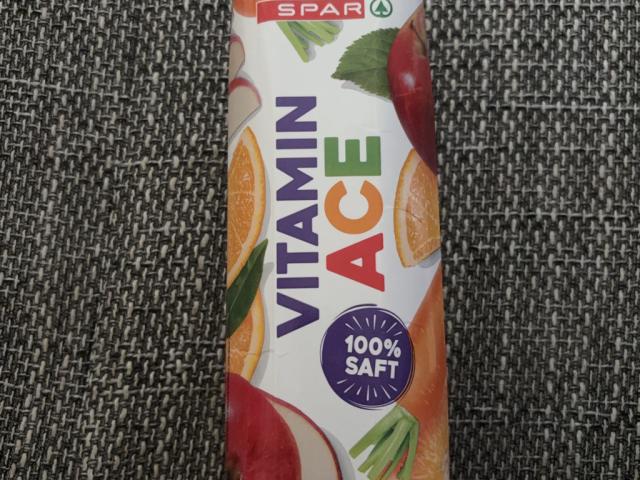 SPAR
VITAMIN
ACE
100%
SAFT